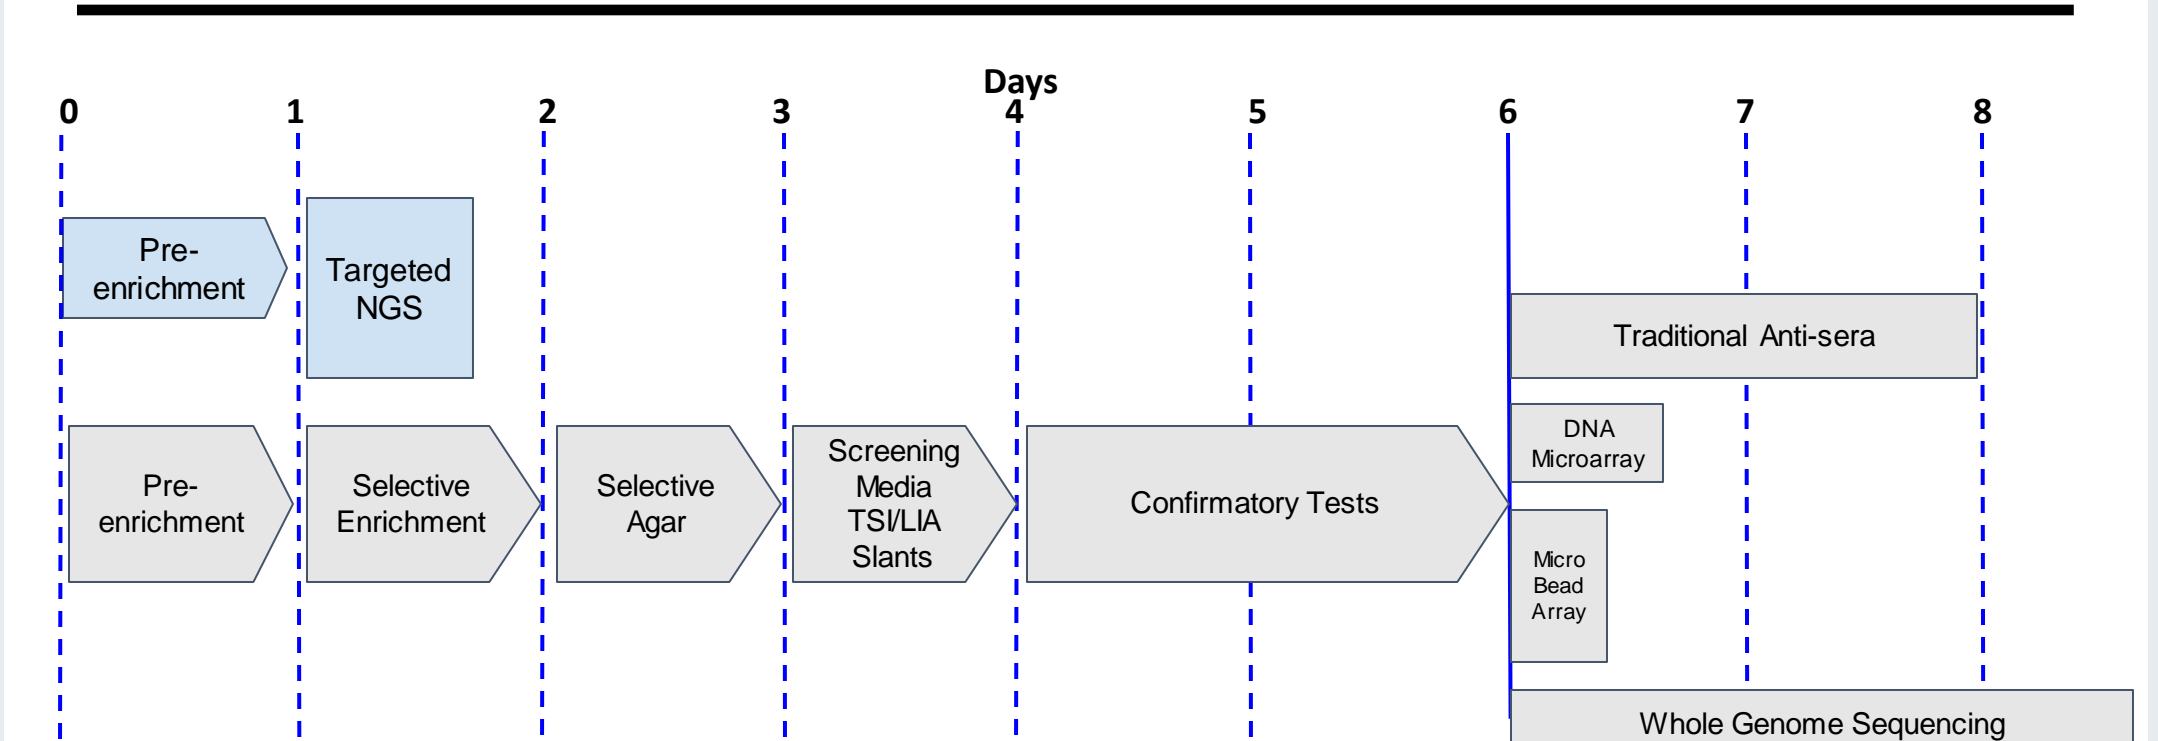 Days
0 1 2 3 4 5 6 7 8
Pre-
enrichment
Targeted
NGS
Traditional Anti-sera
Pre-
enrichment
Selective
Enrichment
Selective
Agar
Screening
Media
TSI/LIA
Slants
Confirmatory Tests
DNA
Microarray
Micro
Bead
Array
Whole Genome Sequencing